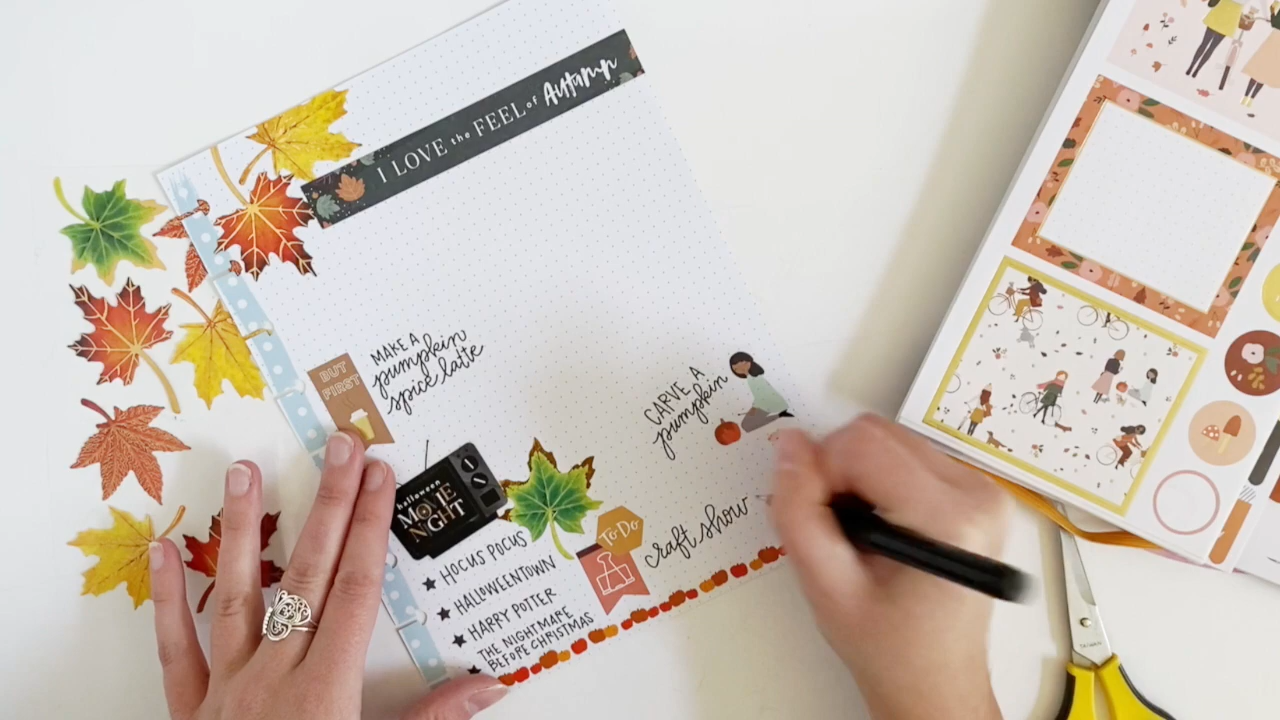 I LOVE the FEEL of Autumn
BUT
FIRST
MAKE A
pumpkin
spice latte
CARVE A
pumpkin
halloween
MOVIE
NIGHT
TO DO
craft show
★ HOCUS POCUS
★ HALLOWEENTOWN
★ HARRY POTTER
★ THE NIGHTMARE
BEFORE CHRISTMAS
★